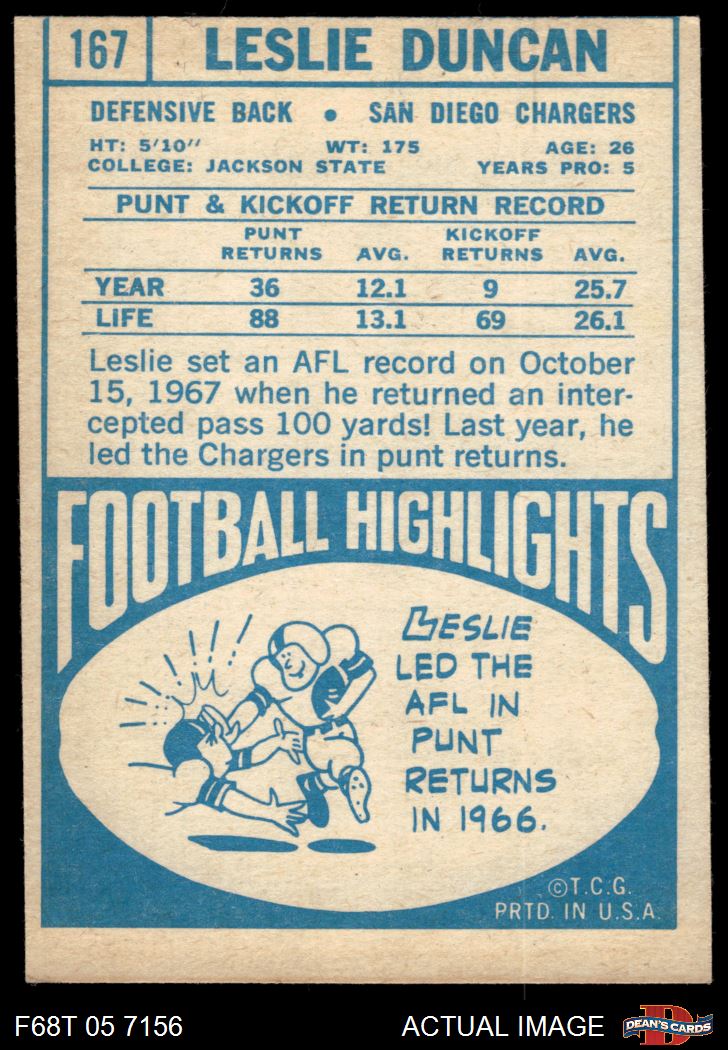 167 LESLIE DUNCAN
DEFENSIVE BACK • SAN DIEGO CHARGERS
HT: 5'10" WT: 175 AGE: 26
COLLEGE: JACKSON STATE YEARS PRO: 5
PUNT & KICKOFF RETURN RECORD
PUNT KICKOFF
RETURNS AVG. RETURNS AVG.
YEAR 36 12.1 9 25.7
LIFE 88 13.1 69 26.1
Leslie set an AFL record on October
15, 1967 when he returned an inter-
cepted pass 100 yards! Last year, he
led the Chargers in punt returns.
FOOTBALL HIGHLIGHTS
LESLIE
LED THE
AFL IN
PUNT
RETURNS
IN 1966.
©T.C.G.
PRTD. IN U.S.A.
F68T 05 7156 ACTUAL IMAGE DEAN'S CARDS